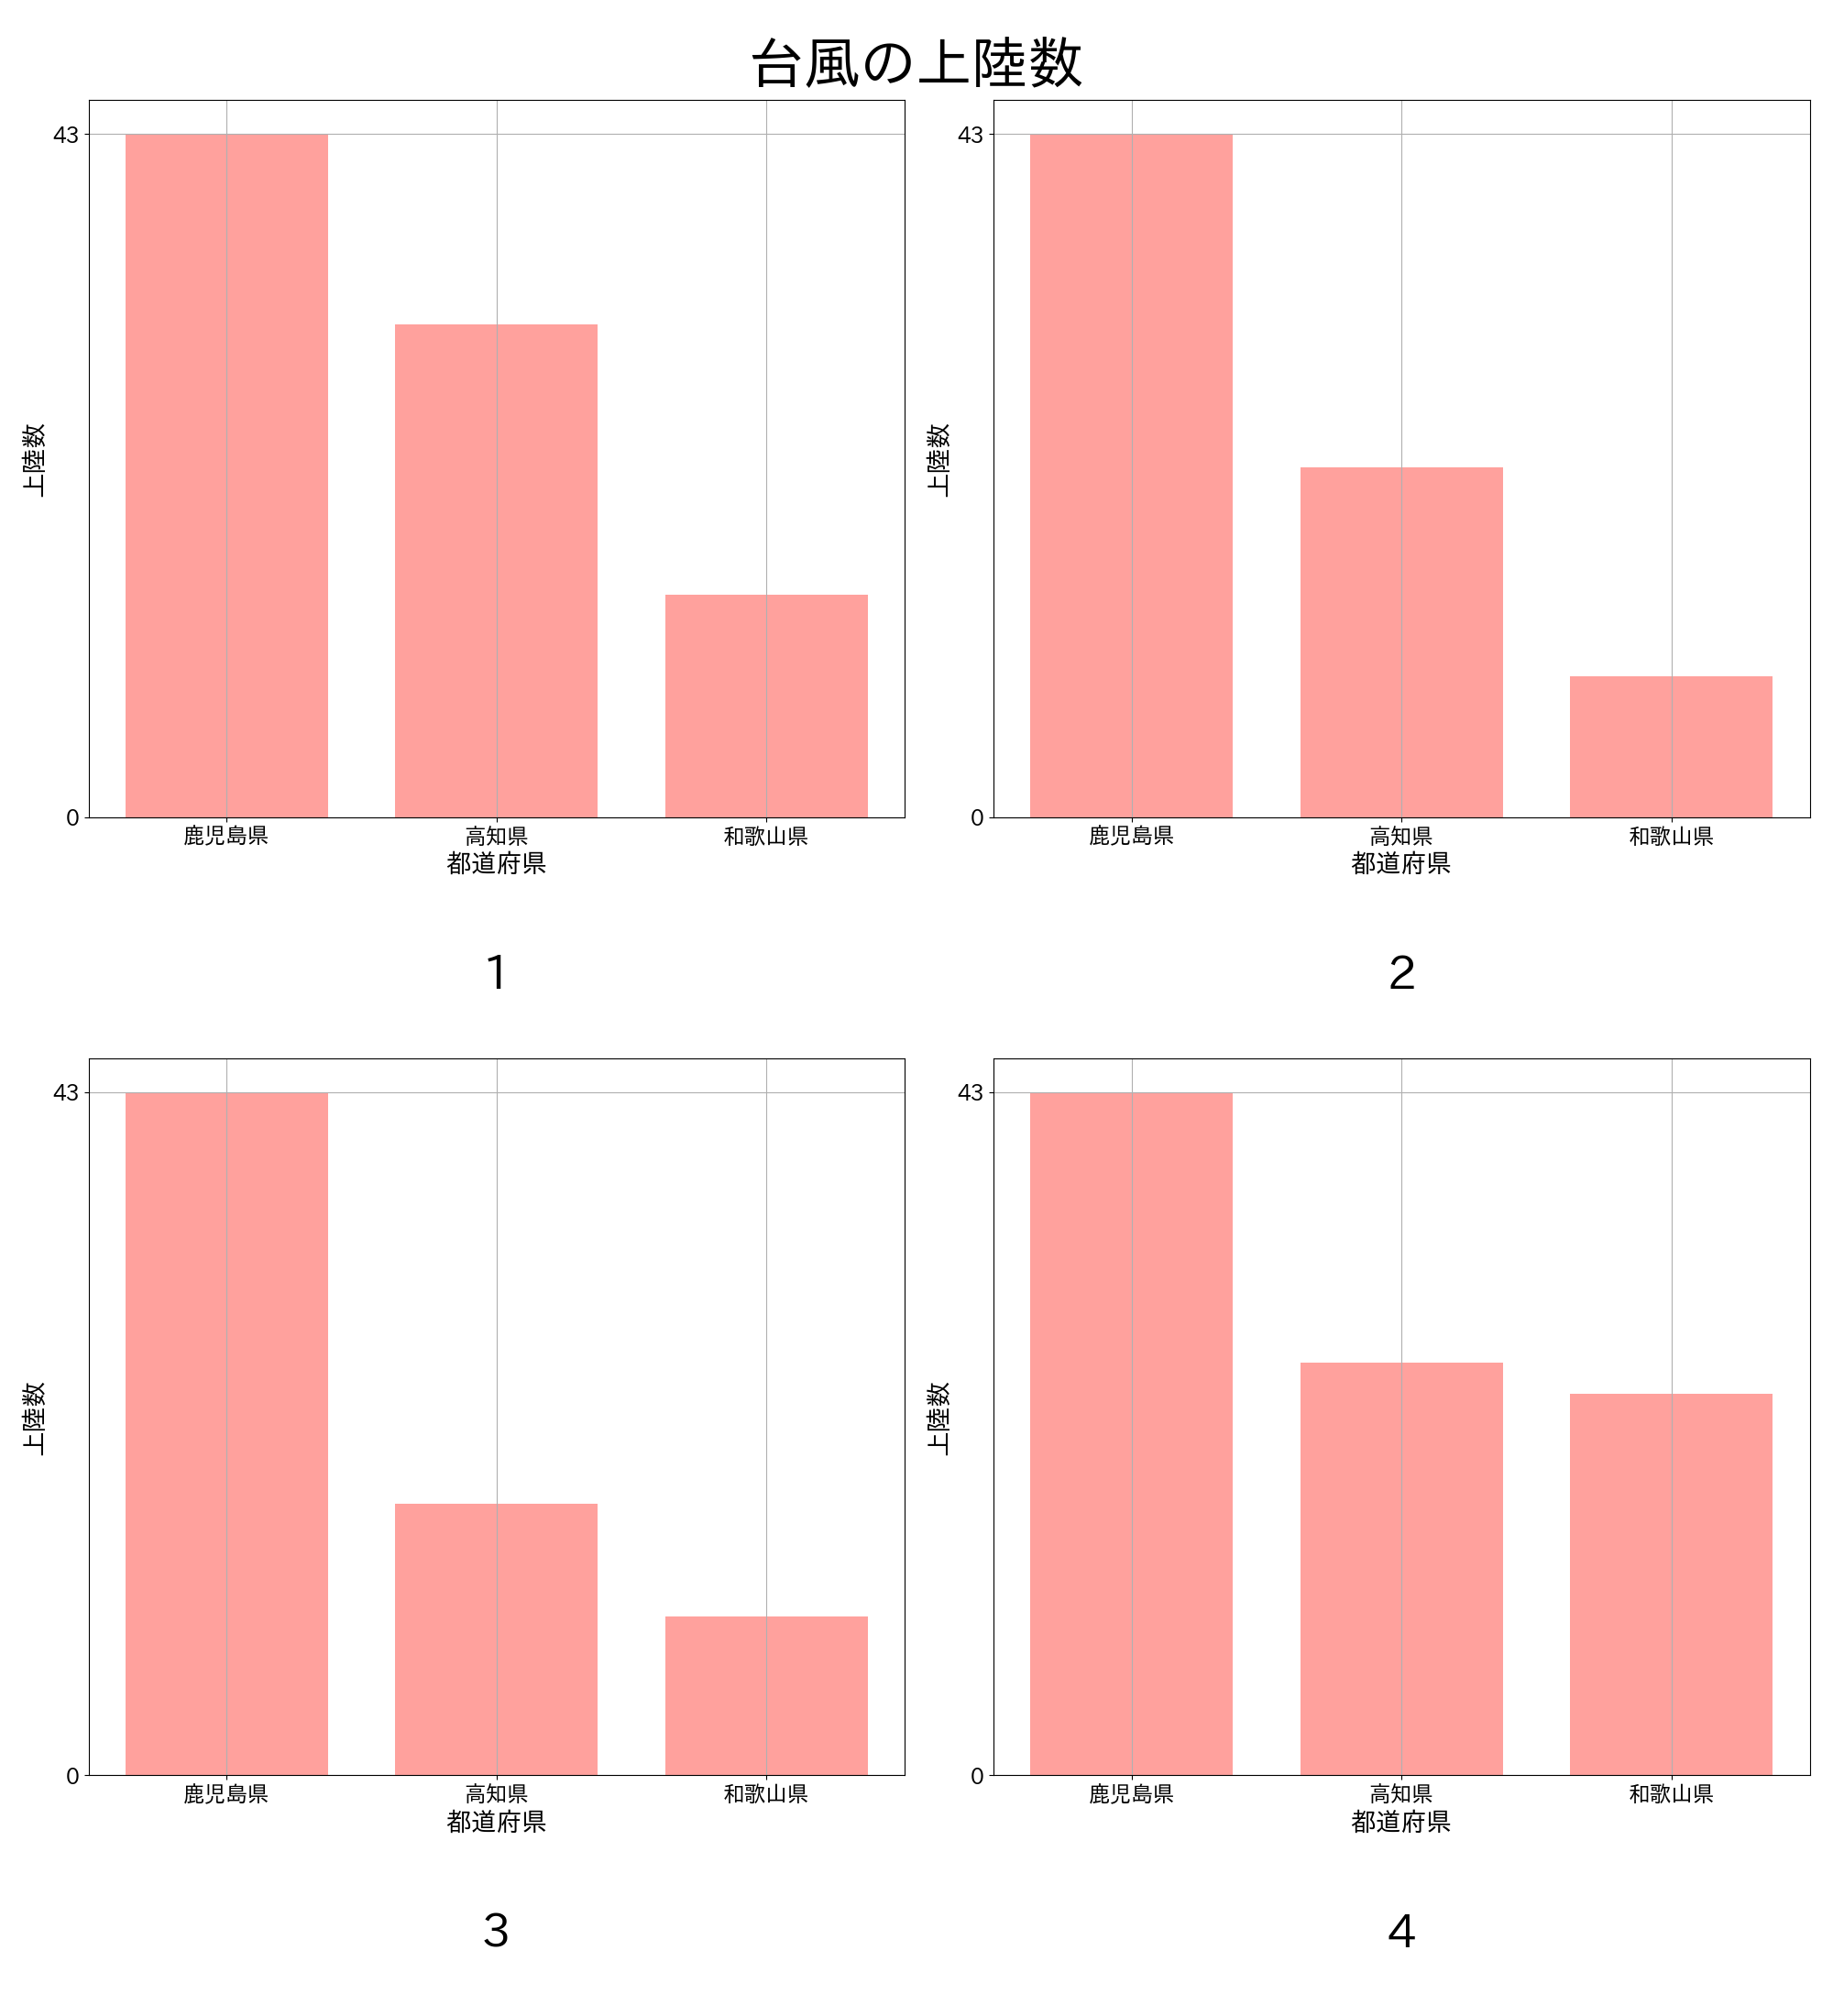 台風の上陸数
43
0
上陸数
鹿児島県 高知県 和歌山県
都道府県
1
43
0
上陸数
鹿児島県 高知県 和歌山県
都道府県
2
43
0
上陸数
鹿児島県 高知県 和歌山県
都道府県
3
43
0
上陸数
鹿児島県 高知県 和歌山県
都道府県
4